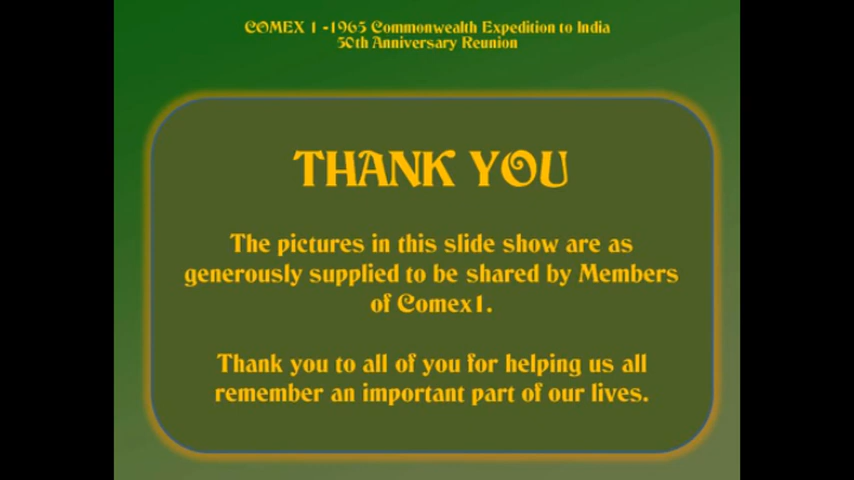 COMEX 1 -1965 Commonwealth Expedition to India
50th Anniversary Reunion
THANK YOU
The pictures in this slide show are as
generously supplied to be shared by Members
of Comex1.
Thank you to all of you for helping us all
remember an important part of our lives.